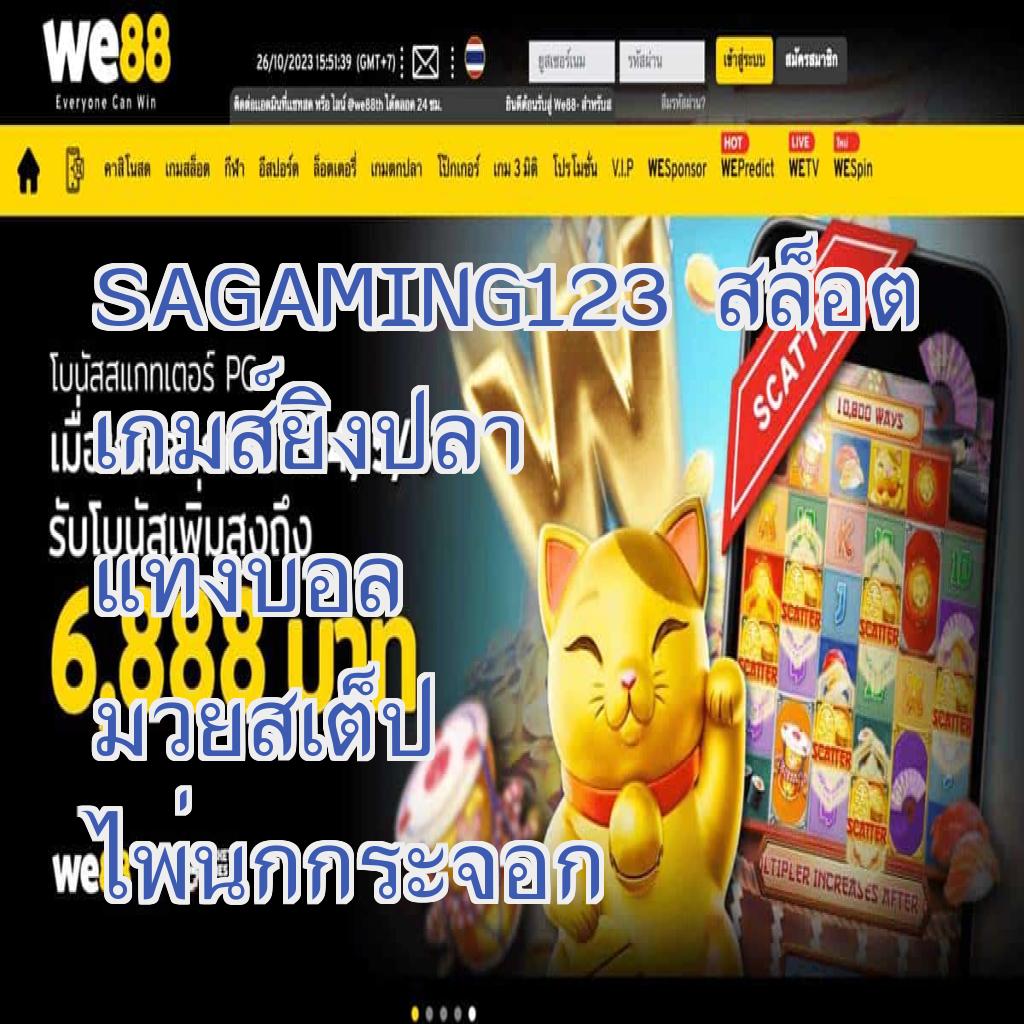 we88
Everyone Can Win
26/10/2023 15:51:39 (GMT+7)
ยูสเซอร์เนม
รหัสผ่าน
เข้าสู่ระบบ
สมัครสมาชิก
ติดต่อแอดมินที่แชทสด หรือ ไลน์ @we88th ได้ตลอด 24 ชม.
ยินดีต้อนรับสู่ We88- สำหรับส
ลืมรหัสผ่าน?
HOT LIVE ใหม่
คาสิโนสด เกมสล็อต กีฬา อีสปอร์ต ล็อตเตอรี่ เกมตกปลา โป๊กเกอร์ เกม 3 มิติ โปรโมชั่น V.I.P WESponsor WEPredict WETV WESpin
SAGAMING123 สล็อต
โบนัสสแกทเตอร์ PG
เกมส์ยิงปลา
รับโบนัสเพิ่มสูงถึง
แทงบอล
6,888 บาท
มวยสเต็ป
ไพ่นกกระจอก
10,800 WAYS
SCATTER
SCATTER
SCATTER
SCATTER
SCATTER
SCATTER
SCATTER
MULTIPLER INCREASES AFTER